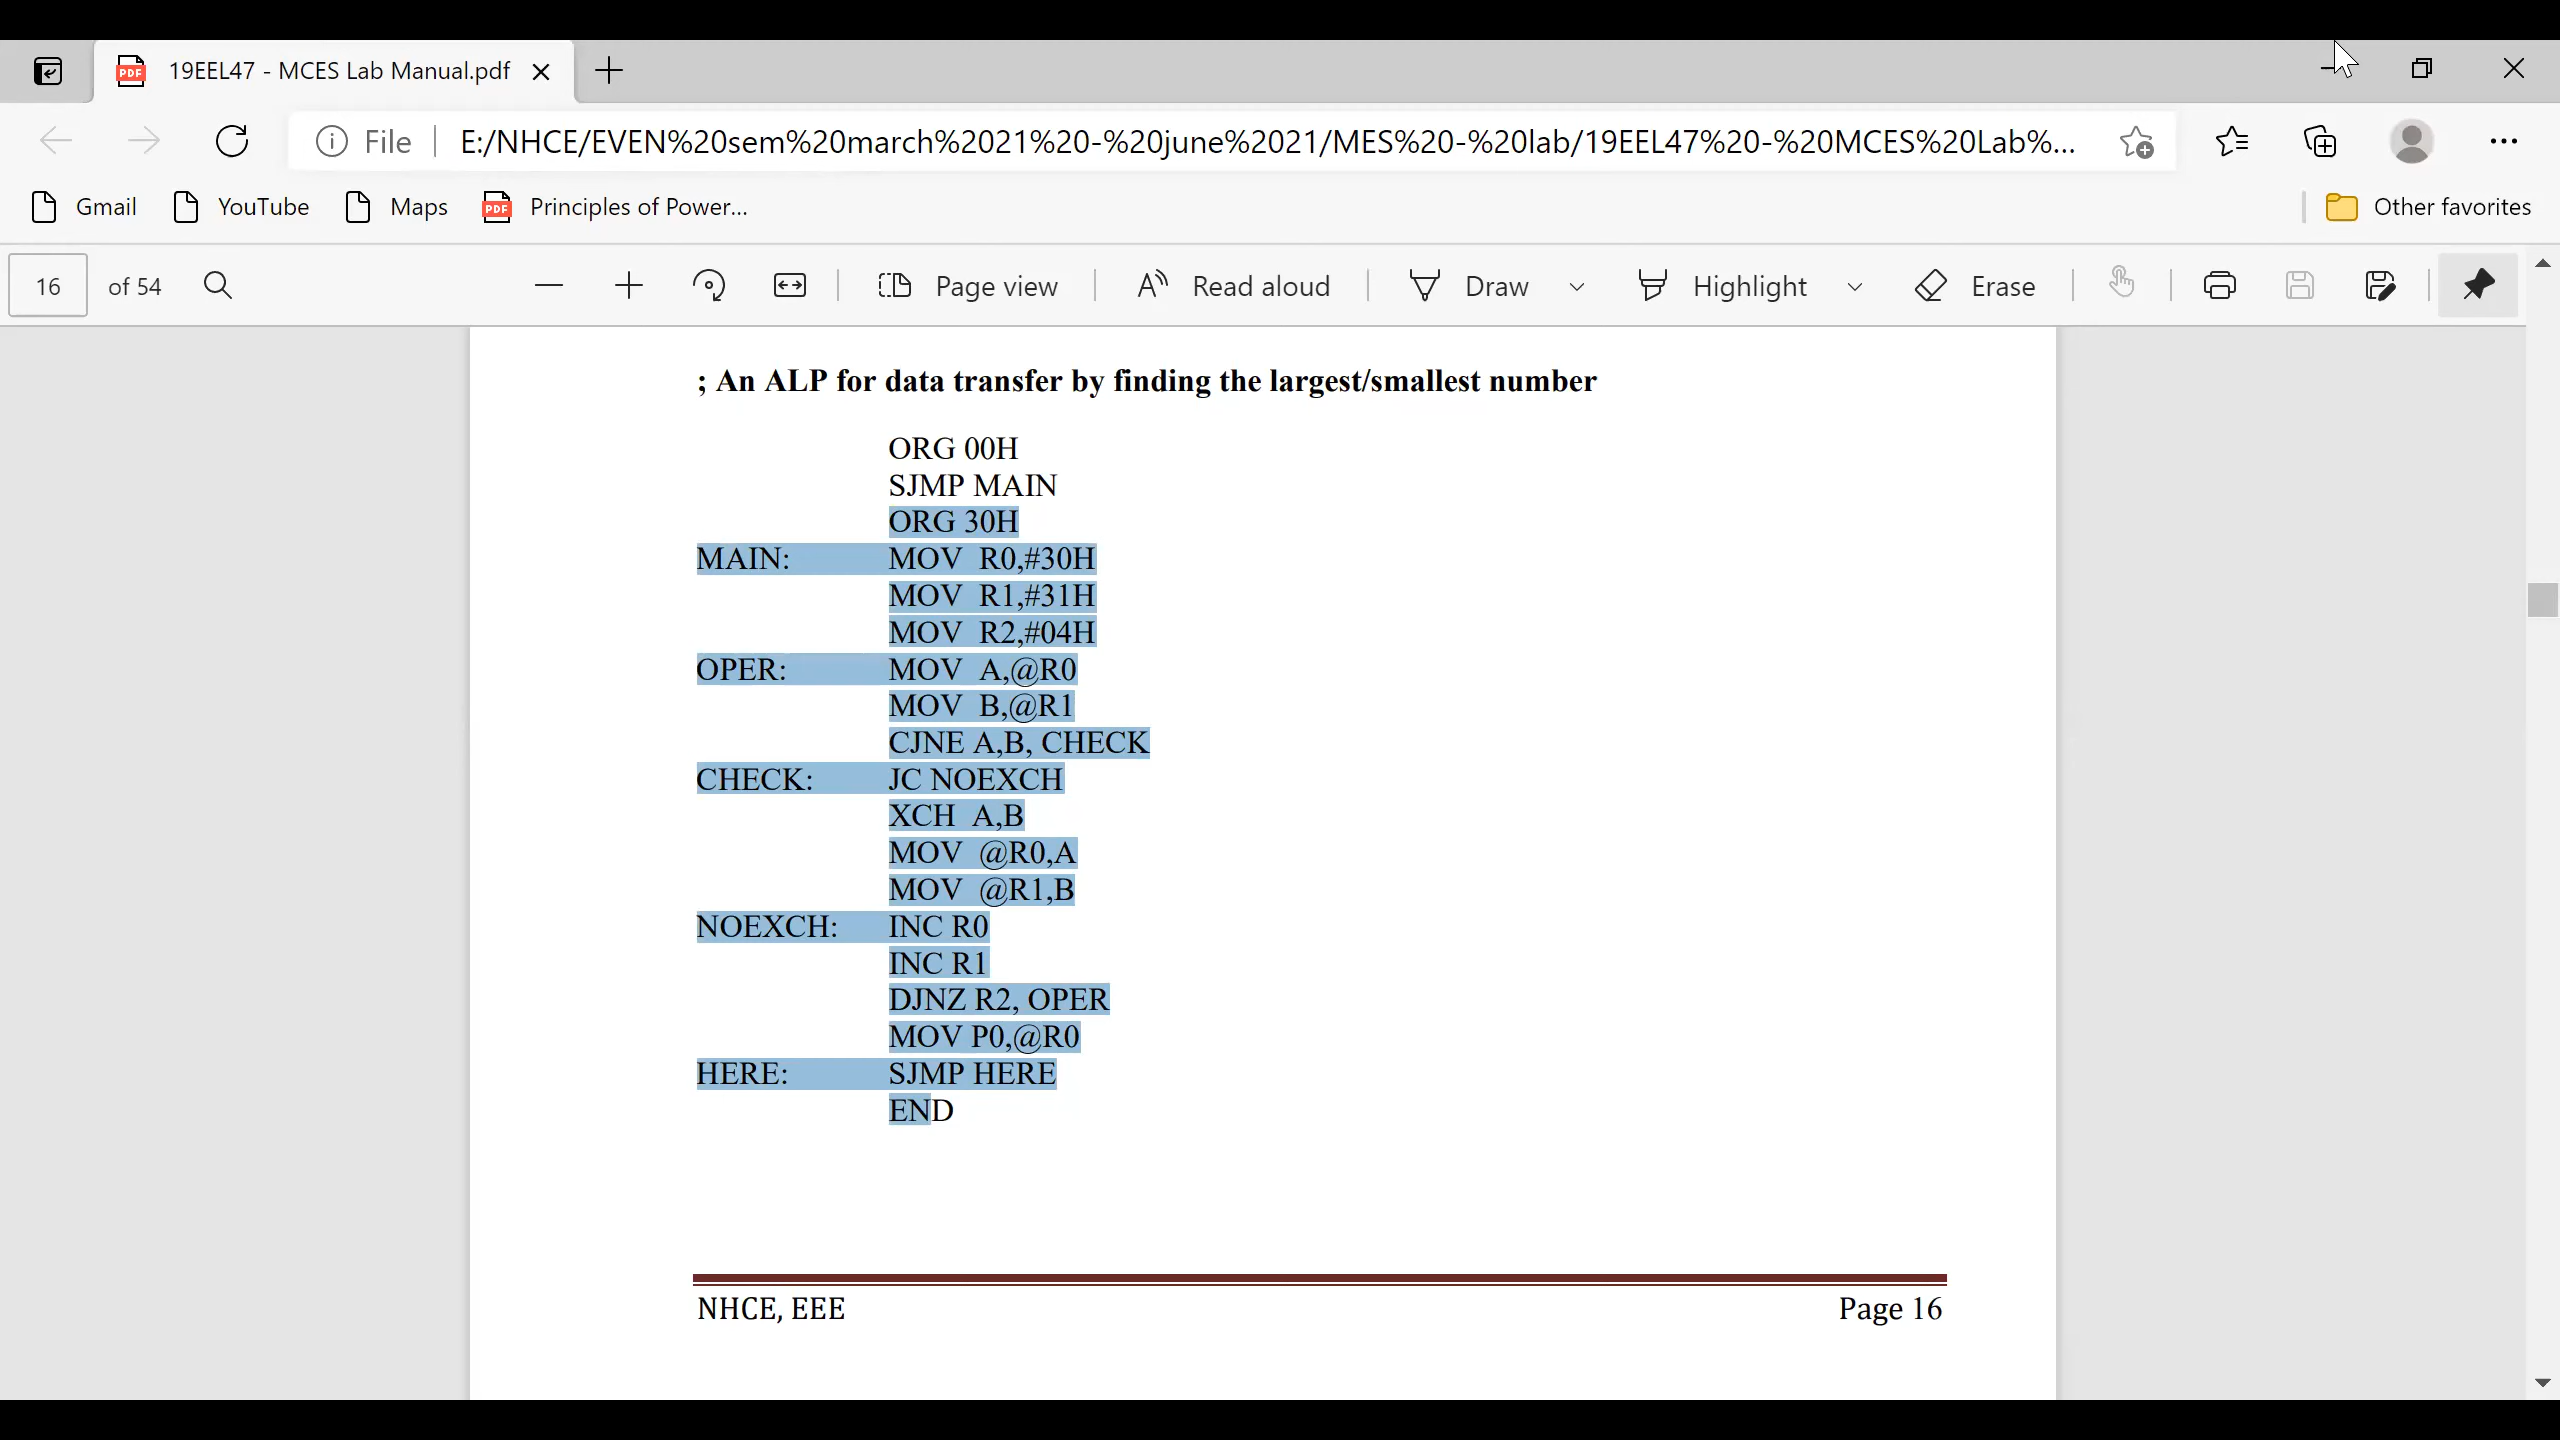 19EEL47 - MCES Lab Manual.pdf
File E:/NHCE/EVEN%20sem%20march%2021%20-%20june%2021/MES%20-%20lab/19EEL47%20-%20MCES%20Lab%...
Gmail YouTube Maps PDF Principles of Power... Other favorites
16 of 54 Page view Read aloud Draw Highlight Erase
; An ALP for data transfer by finding the largest/smallest number
ORG 00H
SJMP MAIN
ORG 30H
MAIN: MOV R0,#30H
MOV R1,#31H
MOV R2,#04H
OPER: MOV A,@R0
MOV B,@R1
CJNE A,B, CHECK
CHECK: JC NOEXCH
XCH A,B
MOV @R0,A
MOV @R1,B
NOEXCH: INC R0
INC R1
DJNZ R2, OPER
MOV P0,@R0
HERE: SJMP HERE
END
NHCE, EEE Page 16